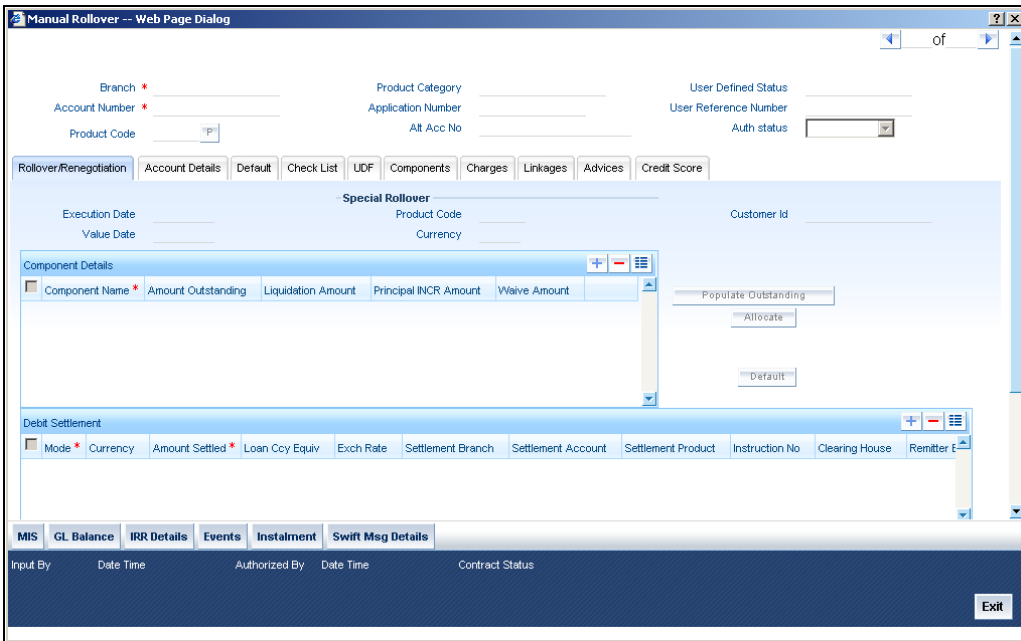 Manual Rollover -- Web Page Dialog
? X
of
Branch * Product Category User Defined Status
Account Number * Application Number User Reference Number
Product Code P Alt Acc No Auth status
Rollover/Renegotiation Account Details Default Check List UDF Components Charges Linkages Advices Credit Score
Special Rollover
Execution Date Product Code Customer Id
Value Date Currency
Component Details
Component Name * Amount Outstanding Liquidation Amount Principal INCR Amount Waive Amount
Populate Outstanding
Allocate
Default
Debit Settlement
Mode * Currency Amount Settled * Loan Ccy Equiv Exch Rate Settlement Branch Settlement Account Settlement Product Instruction No Clearing House Remitter
MIS GL Balance IRR Details Events Instalment Swift Msg Details
Input By Date Time Authorized By Date Time Contract Status
Exit